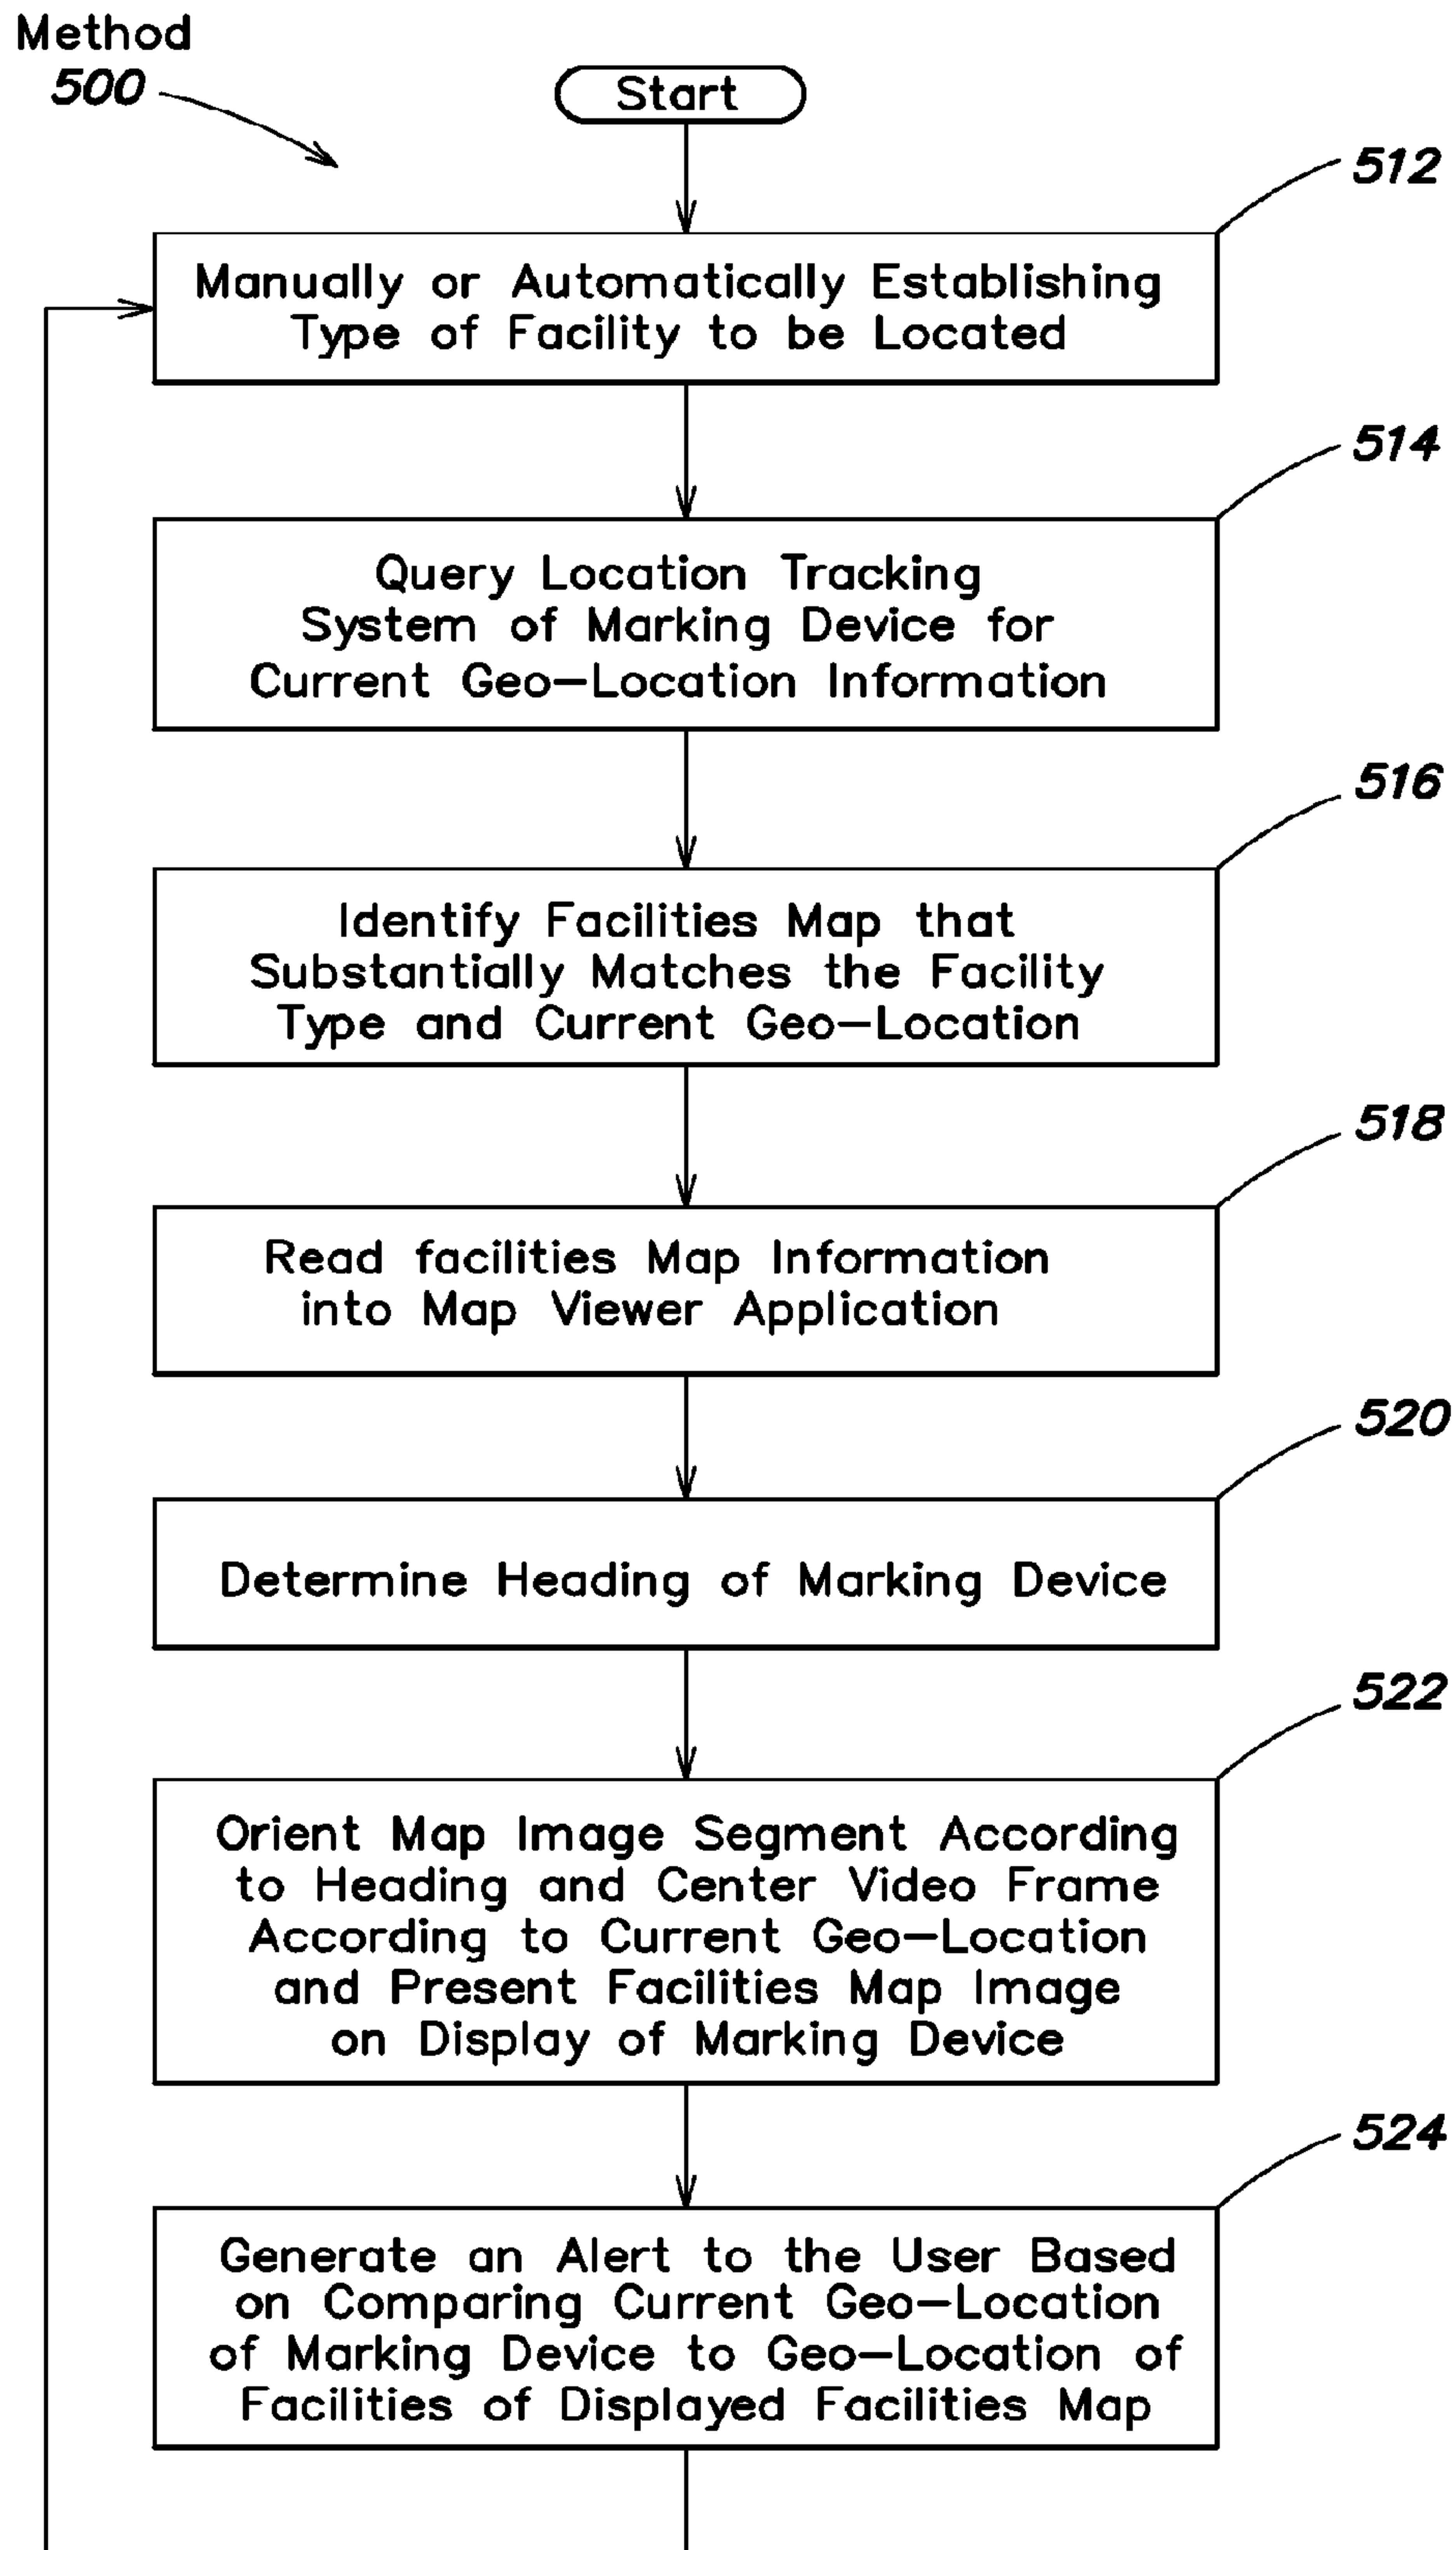 Method
500
Start
512
Manually or Automatically Establishing
Type of Facility to be Located
514
Query Location Tracking
System of Marking Device for
Current Geo–Location Information
516
Identify Facilities Map that
Substantially Matches the Facility
Type and Current Geo–Location
518
Read facilities Map Information
into Map Viewer Application
520
Determine Heading of Marking Device
522
Orient Map Image Segment According
to Heading and Center Video Frame
According to Current Geo–Location
and Present Facilities Map Image
on Display of Marking Device
524
Generate an Alert to the User Based
on Comparing Current Geo–Location
of Marking Device to Geo–Location of
Facilities of Displayed Facilities Map